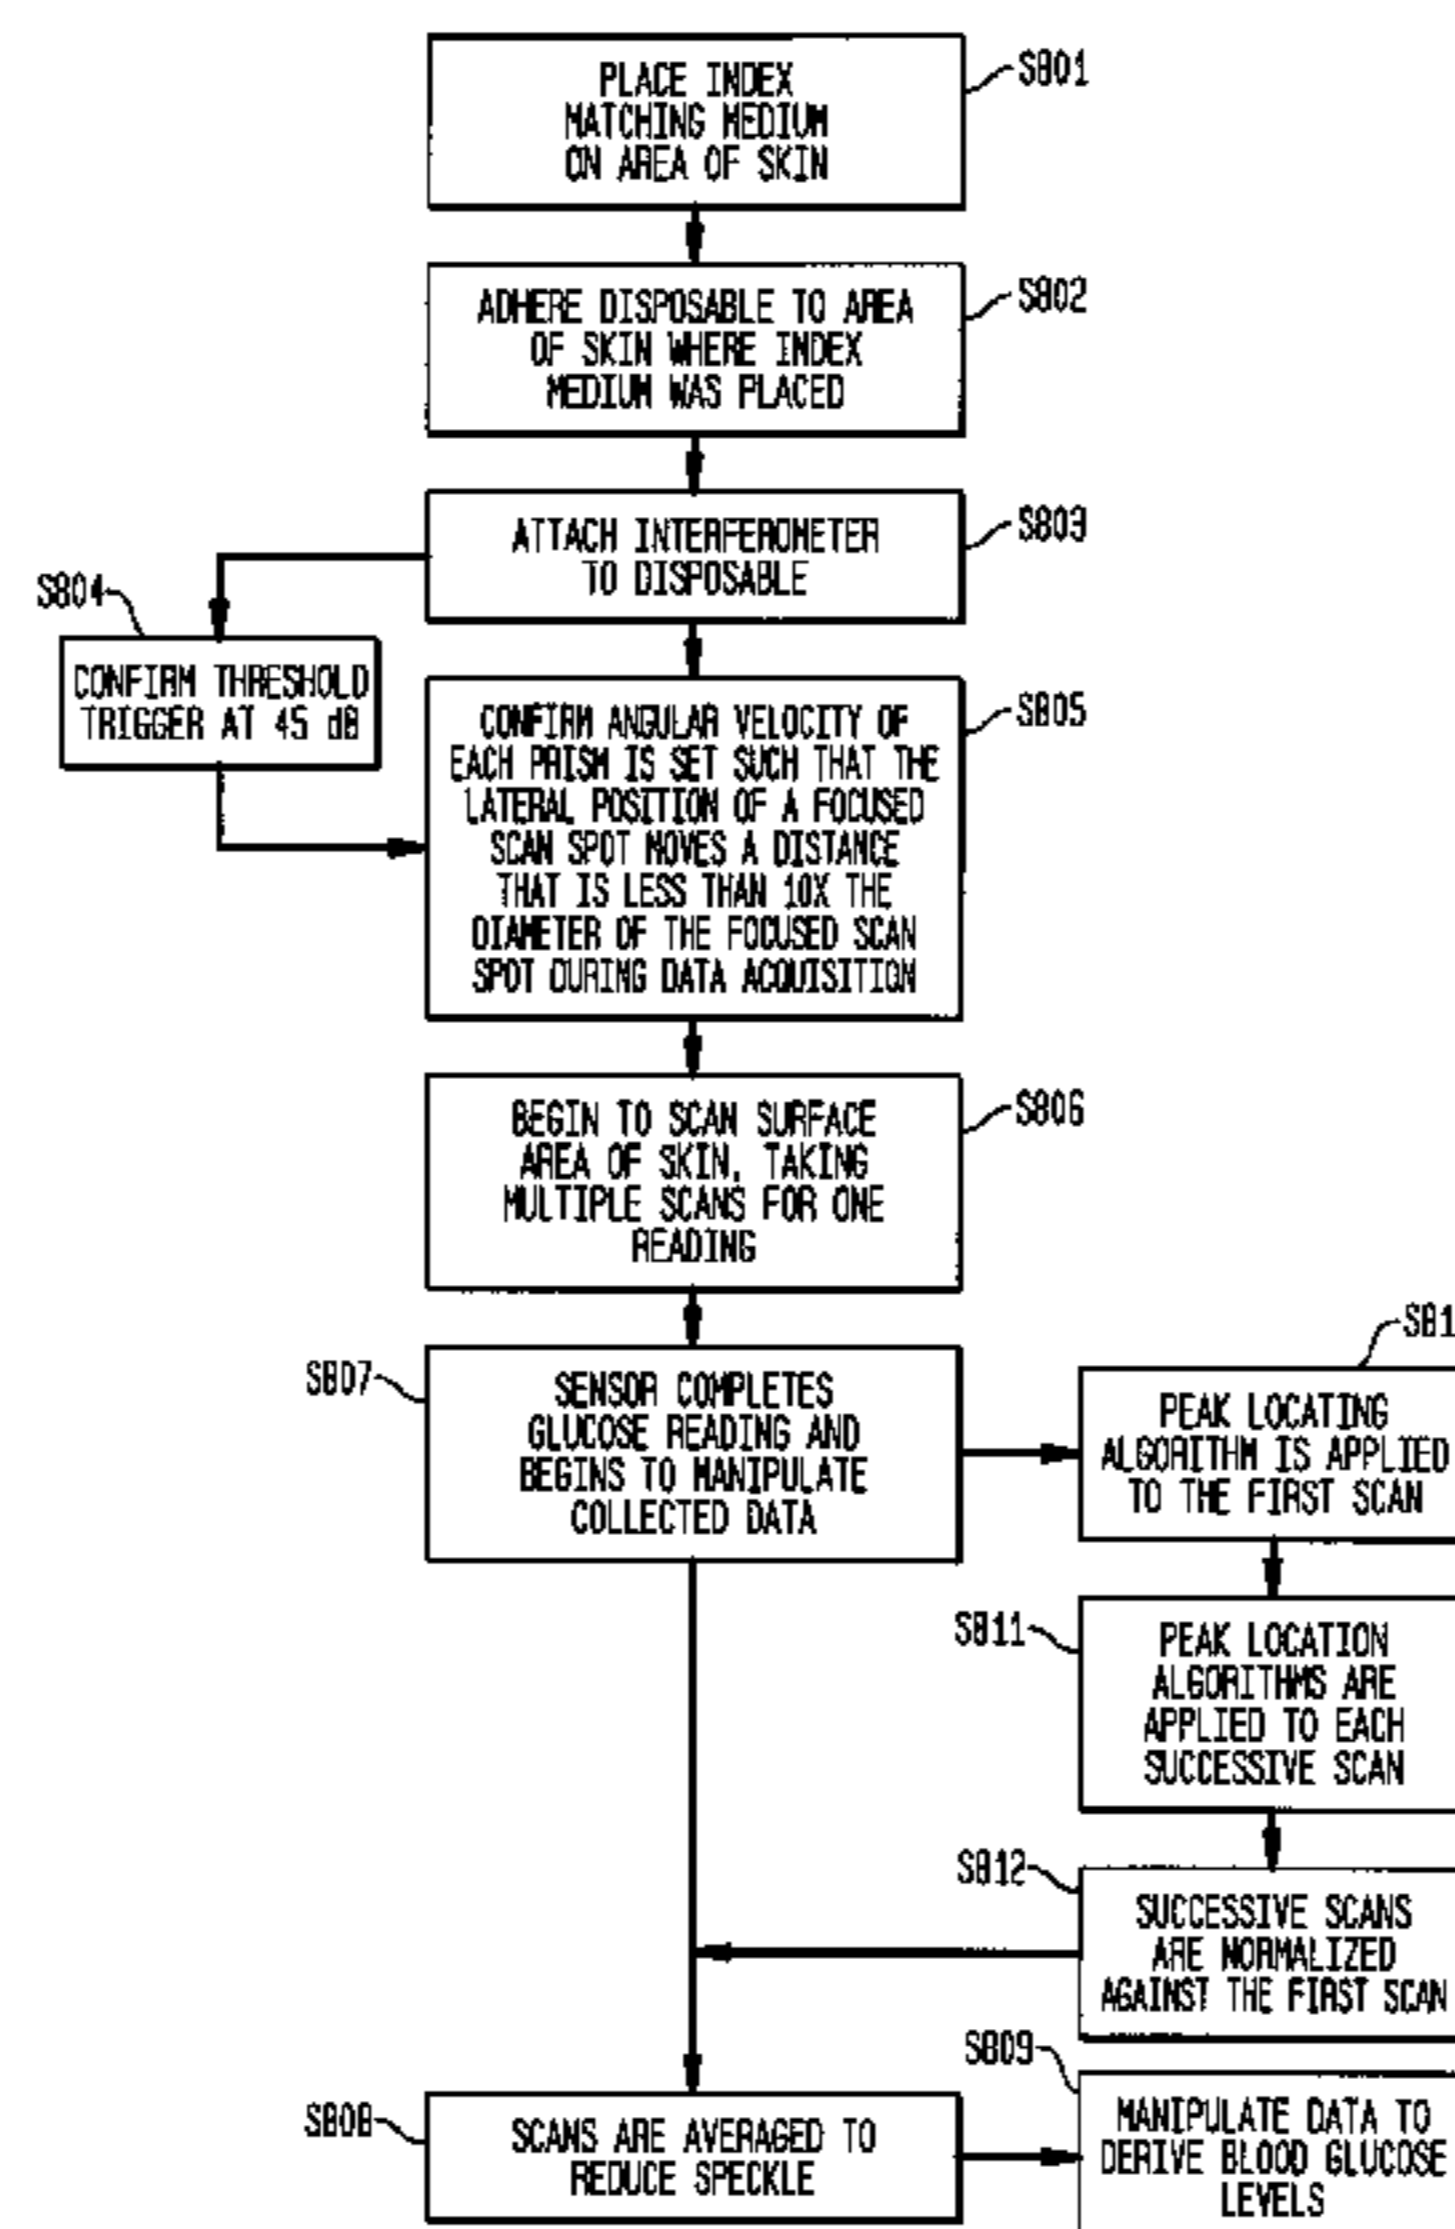 PLACE INDEX
MATCHING MEDIUM
ON AREA OF SKIN
S801
ADHERE DISPOSABLE TO AREA
OF SKIN WHERE INDEX
MEDIUM WAS PLACED
S802
ATTACH INTERFEROMETER
TO DISPOSABLE
S803
S804
CONFIRM THRESHOLD
TRIGGER AT 45 dB
CONFIRM ANGULAR VELOCITY OF
EACH PRISM IS SET SUCH THAT THE
LATERAL POSITION OF A FOCUSED
SCAN SPOT MOVES A DISTANCE
THAT IS LESS THAN 10X THE
DIAMETER OF THE FOCUSED SCAN
SPOT DURING DATA ACQUISITION
S805
BEGIN TO SCAN SURFACE
AREA OF SKIN, TAKING
MULTIPLE SCANS FOR ONE
READING
S806
S807
SENSOR COMPLETES
GLUCOSE READING AND
BEGINS TO MANIPULATE
COLLECTED DATA
PEAK LOCATING
ALGORITHM IS APPLIED
TO THE FIRST SCAN
S811
PEAK LOCATION
ALGORITHMS ARE
APPLIED TO EACH
SUCCESSIVE SCAN
S812
SUCCESSIVE SCANS
ARE NORMALIZED
AGAINST THE FIRST SCAN
S808
SCANS ARE AVERAGED TO
REDUCE SPECKLE
S809
MANIPULATE DATA TO
DERIVE BLOOD GLUCOSE
LEVELS